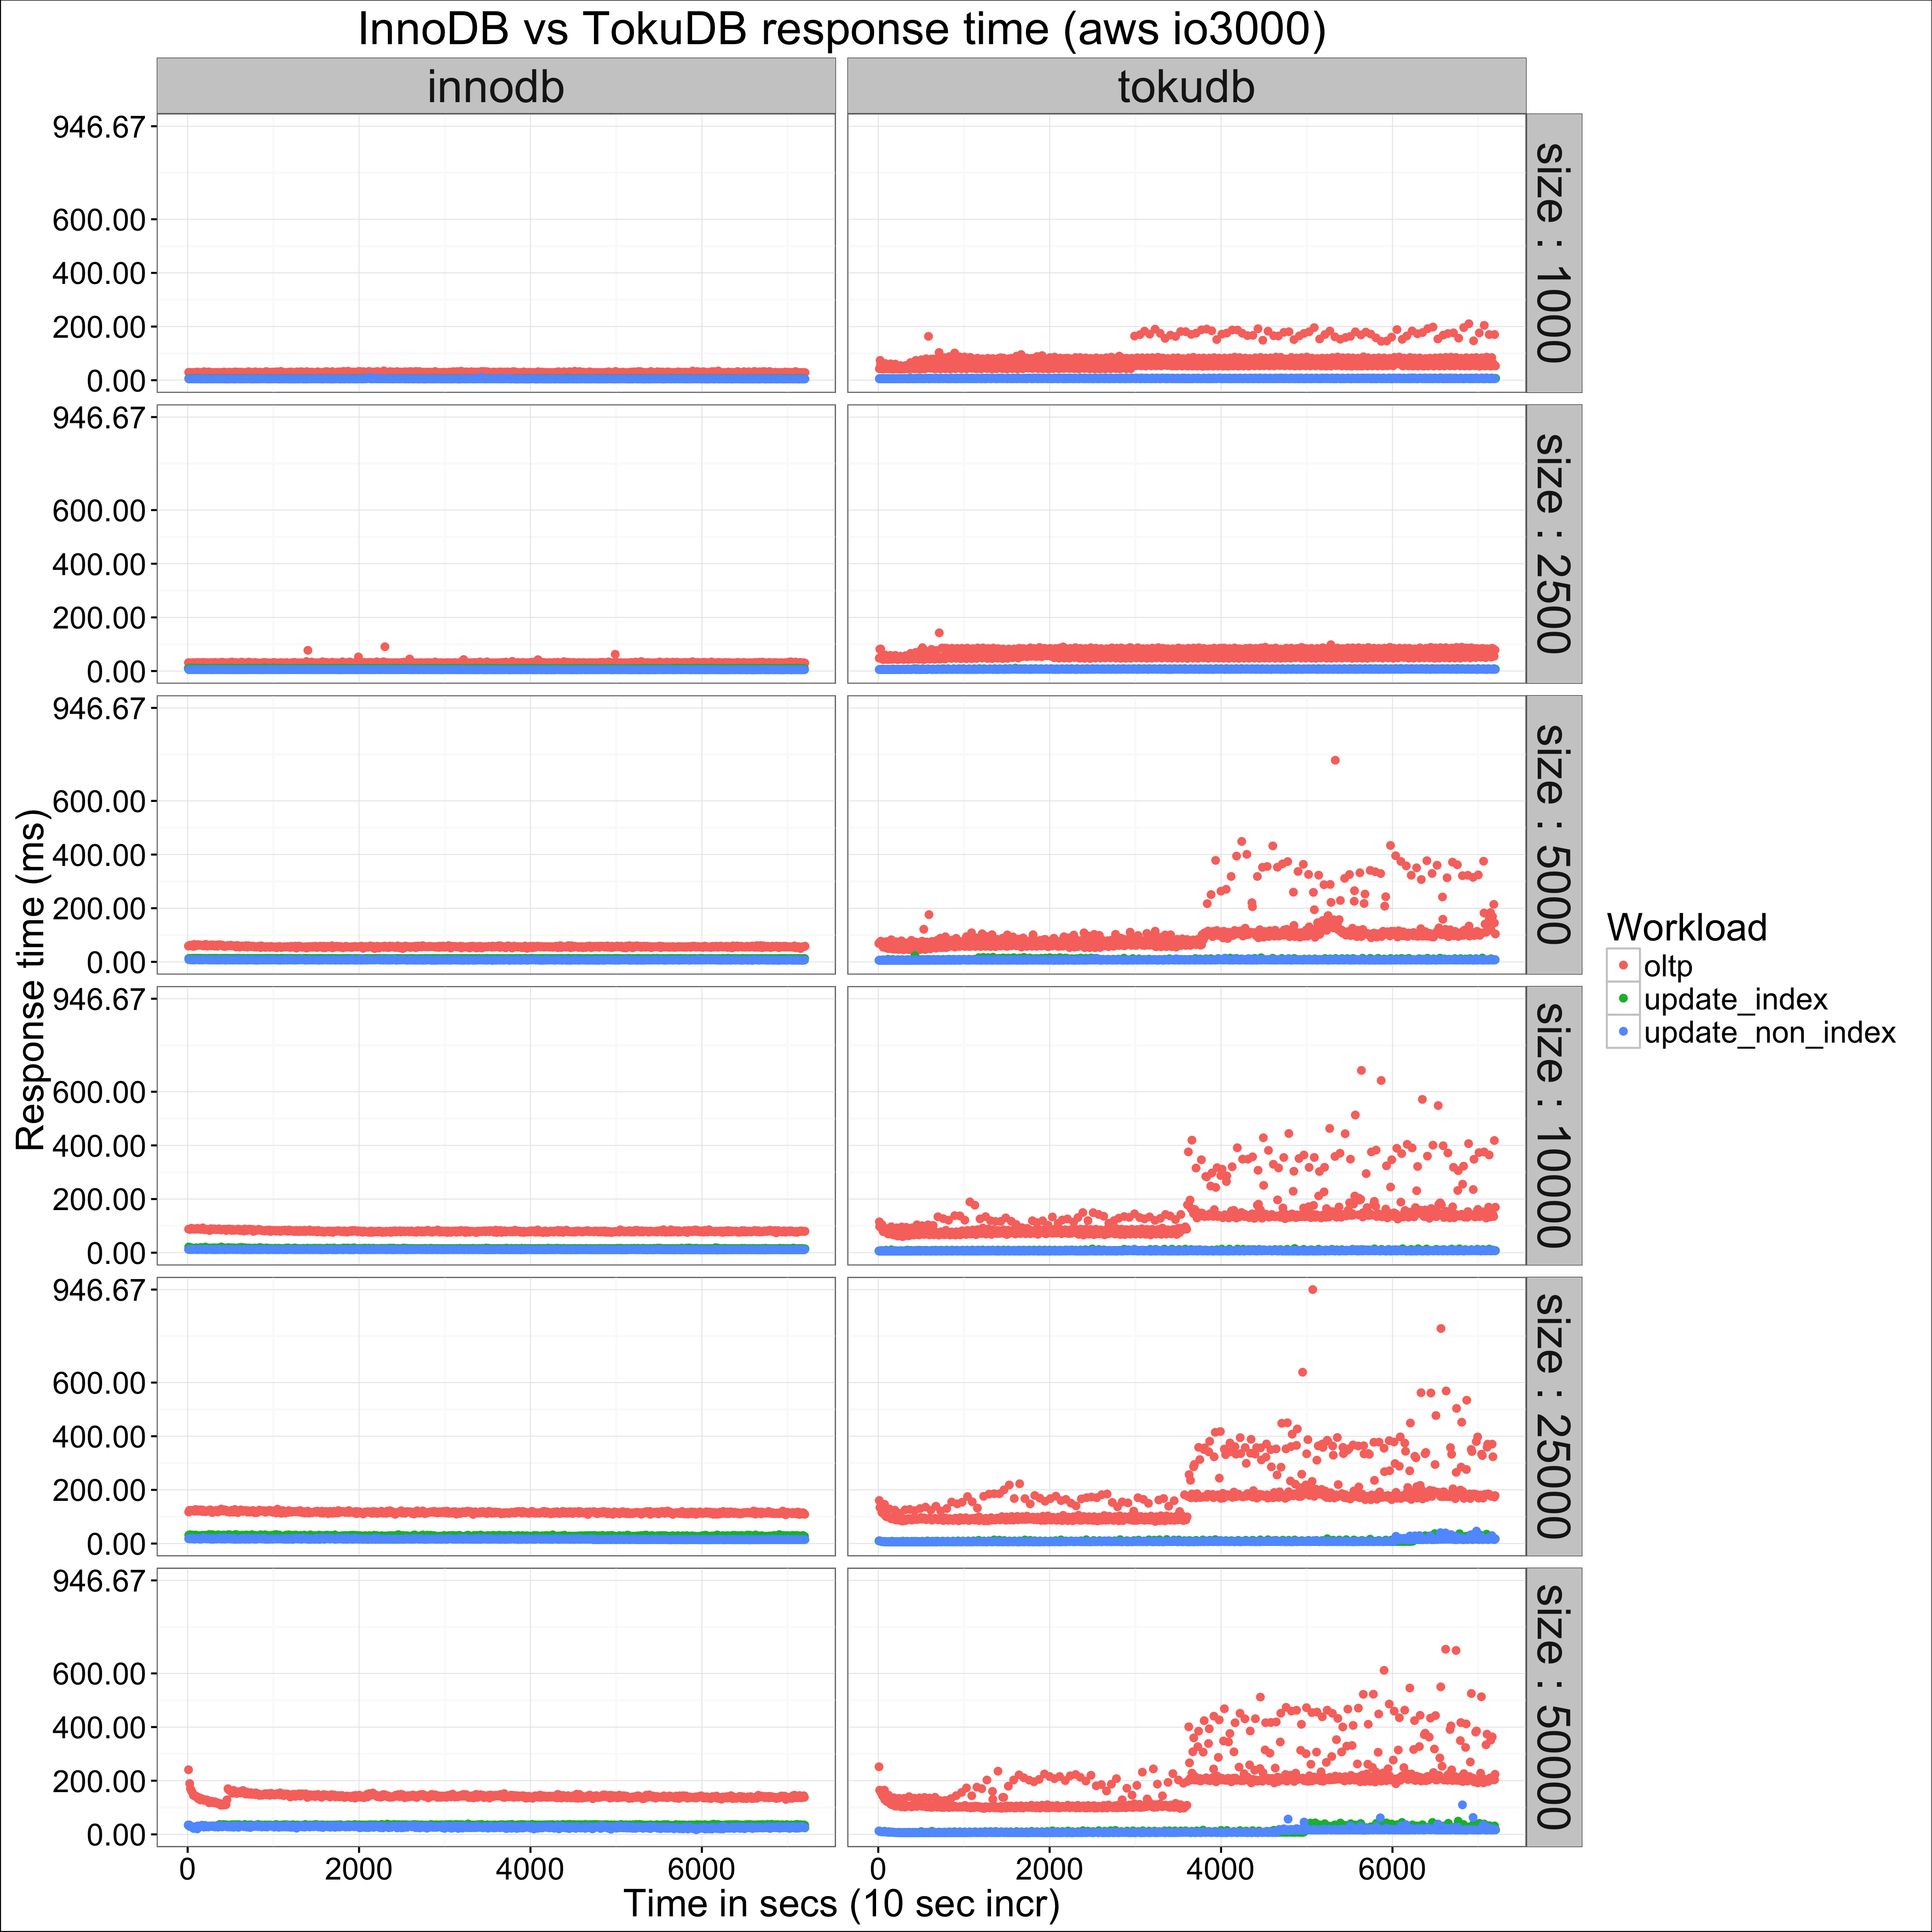 InnoDB vs TokuDB response time (aws io3000)
innodb
tokudb
946.67
600.00
400.00
200.00
0.00
size : 1000
946.67
600.00
400.00
200.00
0.00
size : 2500
946.67
600.00
400.00
200.00
0.00
size : 5000
946.67
600.00
400.00
200.00
0.00
size : 10000
946.67
600.00
400.00
200.00
0.00
size : 25000
946.67
600.00
400.00
200.00
0.00
size : 50000
Response time (ms)
0 2000 4000 6000
0 2000 4000 6000
Time in secs (10 sec incr)
Workload
oltp
update_index
update_non_index